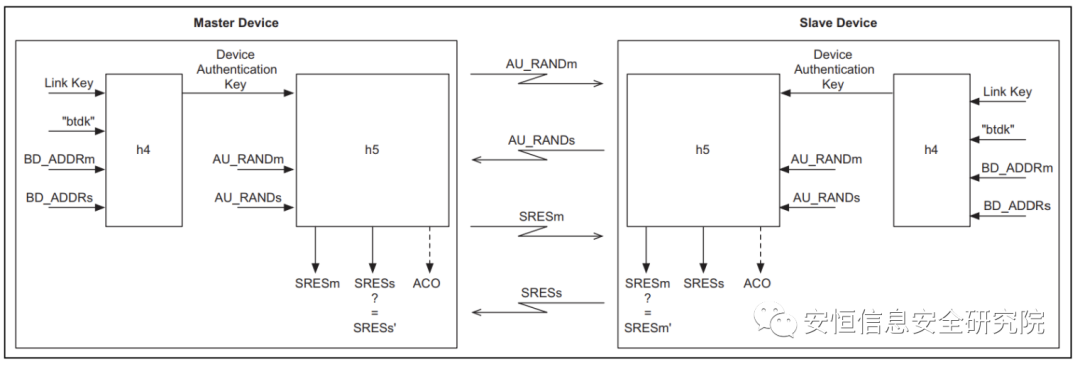 Master Device
Slave Device
Device
Authentication
Key
Link Key
"btdk"
BD_ADDRm
BD_ADDRs
h4
AU_RANDm
AU_RANDs
h5
SRESm
SRESs
?
=
SRESs'
ACO
AU_RANDm
AU_RANDs
SRESm
SRESs
Device
Authentication
Key
h5
AU_RANDm
AU_RANDs
h4
Link Key
"btdk"
BD_ADDRm
BD_ADDRs
SRESm
?
=
SRESm'
SRESs
ACO
安恒信息安全研究院